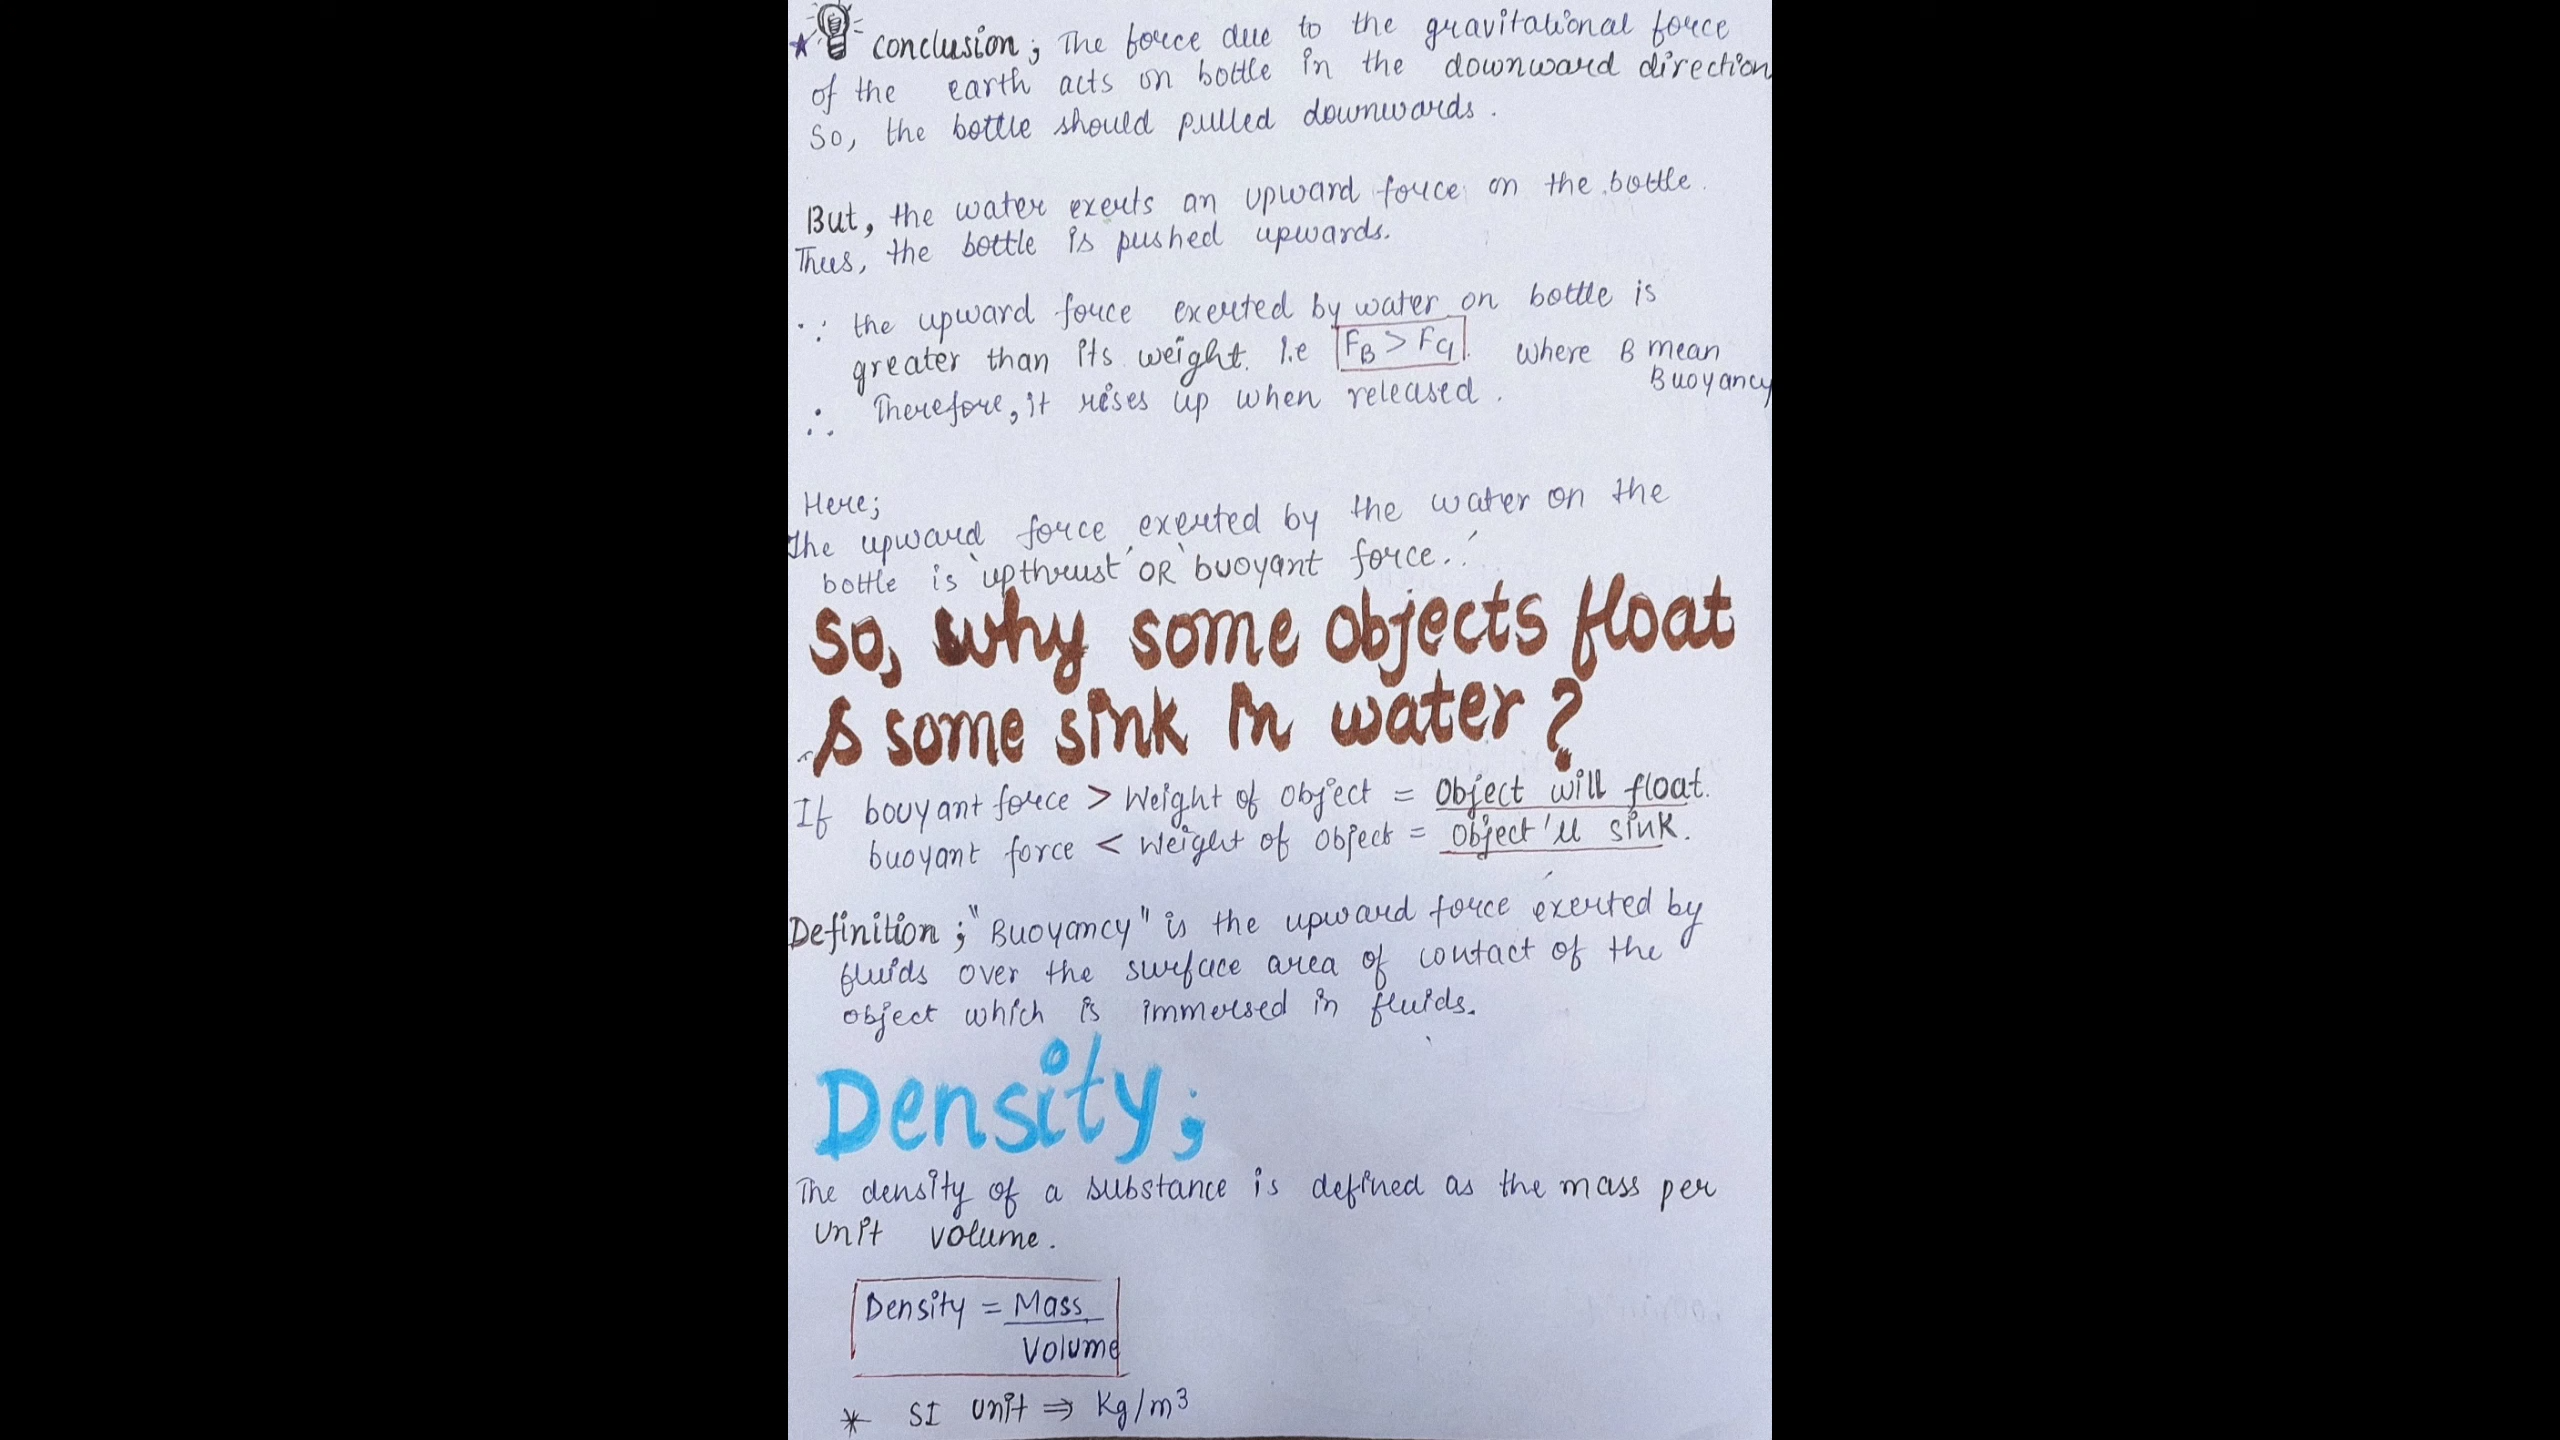 conclusion; The force due to the gravitational force
of the earth acts on bottle in the downward direction
So, the bottle should pulled downwards.
But, the water exerts an upward force on the bottle.
Thus, the bottle is pushed upwards.
∵ the upward force exerted by water on bottle is
greater than its weight. i.e FB > FG. where B mean
Buoyancy
∴ Therefore, it rises up when released.
Here;
The upward force exerted by the water on the
bottle is 'upthrust' OR 'buoyant force.'
So, why some objects float
& some sink in water?
If bouyant force > Weight of object = Object will float.
buoyant force < Weight of object = Object'll sink.
Definition; "Buoyancy" is the upward force exerted by
fluids over the surface area of contact of the
object which is immersed in fluids.
Density;
The density of a substance is defined as the mass per
unit volume.
Density = Mass
Volume
* SI unit ⇒ Kg/m³